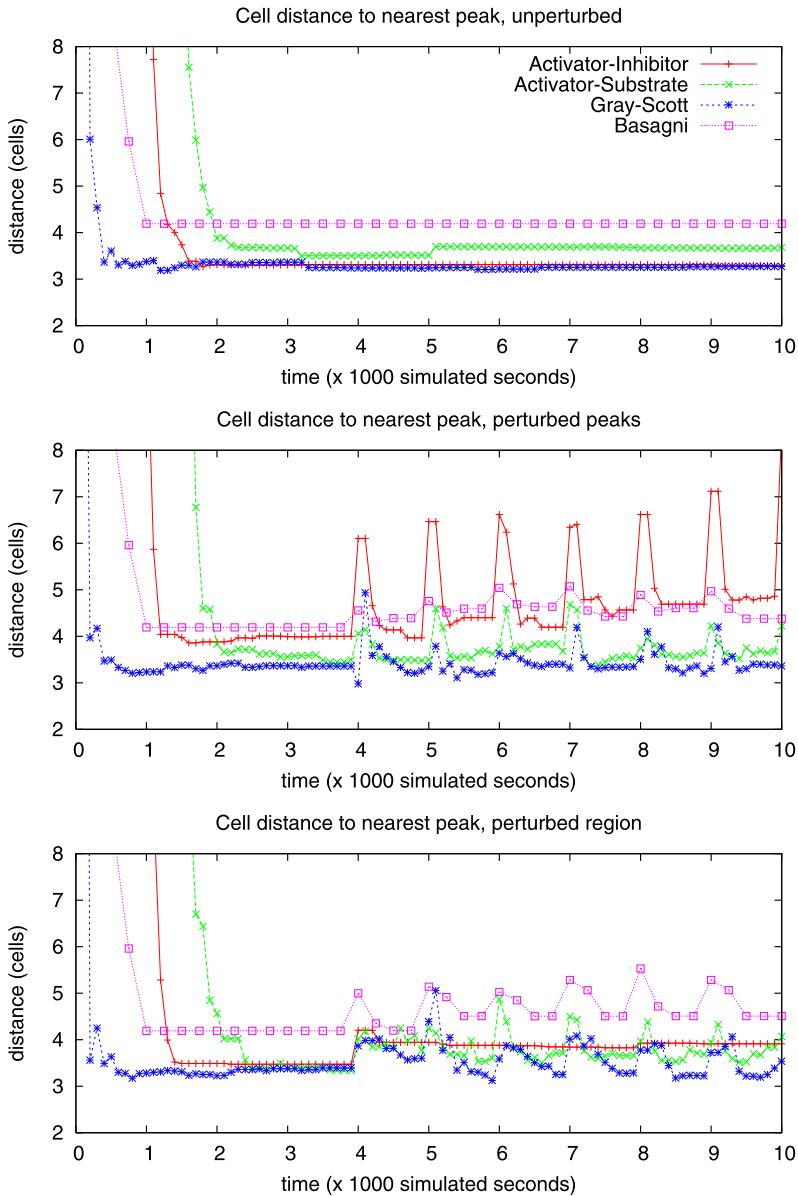 Cell distance to nearest peak, unperturbed
8
7
6
5
4
3
2
distance (cells)
Activator-Inhibitor
Activator-Substrate
Gray-Scott
Basagni
0 1 2 3 4 5 6 7 8 9 10
time (x 1000 simulated seconds)
Cell distance to nearest peak, perturbed peaks
8
7
6
5
4
3
2
distance (cells)
0 1 2 3 4 5 6 7 8 9 10
time (x 1000 simulated seconds)
Cell distance to nearest peak, perturbed region
8
7
6
5
4
3
2
distance (cells)
0 1 2 3 4 5 6 7 8 9 10
time (x 1000 simulated seconds)